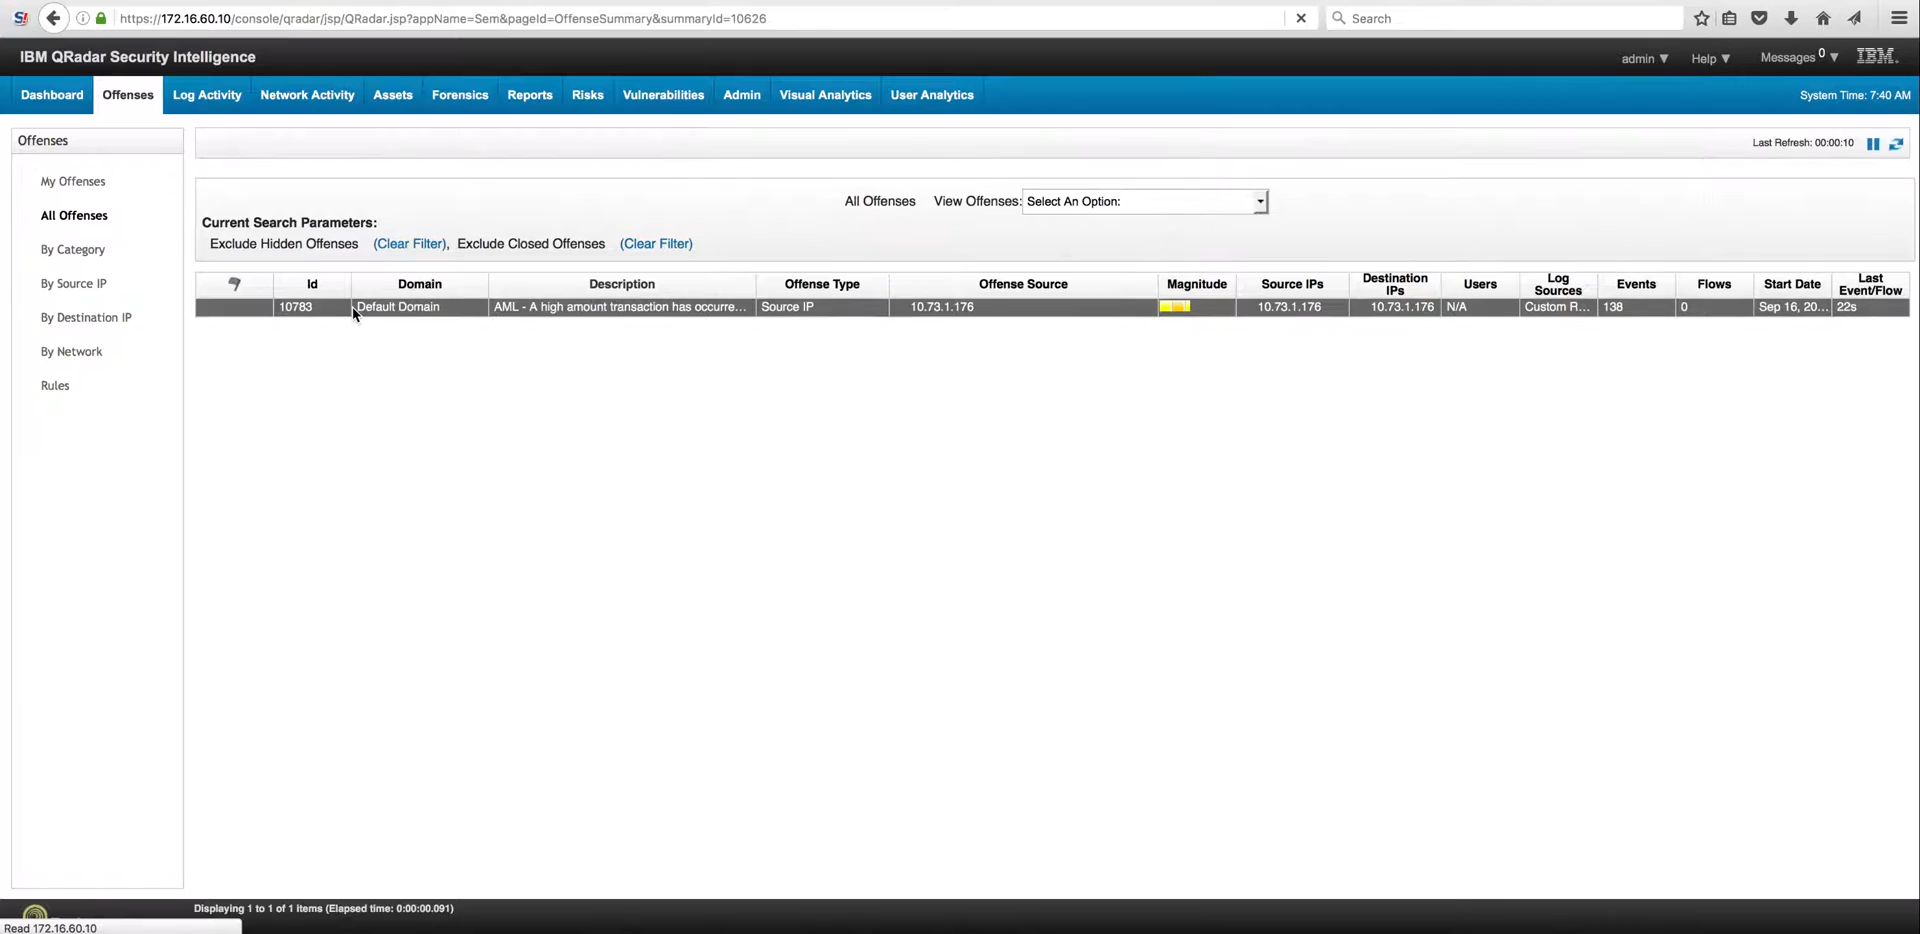 https://172.16.60.10/console/qradar/jsp/QRadar.jsp?appName=Sem&pageId=OffenseSummary&summaryId=10626
Search
IBM QRadar Security Intelligence
admin ▼ Help ▼ Messages 0 ▼ IBM.
Dashboard Offenses Log Activity Network Activity Assets Forensics Reports Risks Vulnerabilities Admin Visual Analytics User Analytics System Time: 7:40 AM
Offenses
Last Refresh: 00:00:10
My Offenses
All Offenses
By Category
By Source IP
By Destination IP
By Network
Rules
All Offenses View Offenses: Select An Option:
Current Search Parameters:
Exclude Hidden Offenses (Clear Filter), Exclude Closed Offenses (Clear Filter)
Id Domain Description Offense Type Offense Source Magnitude Source IPs Destination IPs Users Log Sources Events Flows Start Date Last Event/Flow
10783 Default Domain AML - A high amount transaction has occurre... Source IP 10.73.1.176 10.73.1.176 10.73.1.176 N/A Custom R... 138 0 Sep 16, 20... 22s
Displaying 1 to 1 of 1 items (Elapsed time: 0:00:00.091)
Read 172.16.60.10